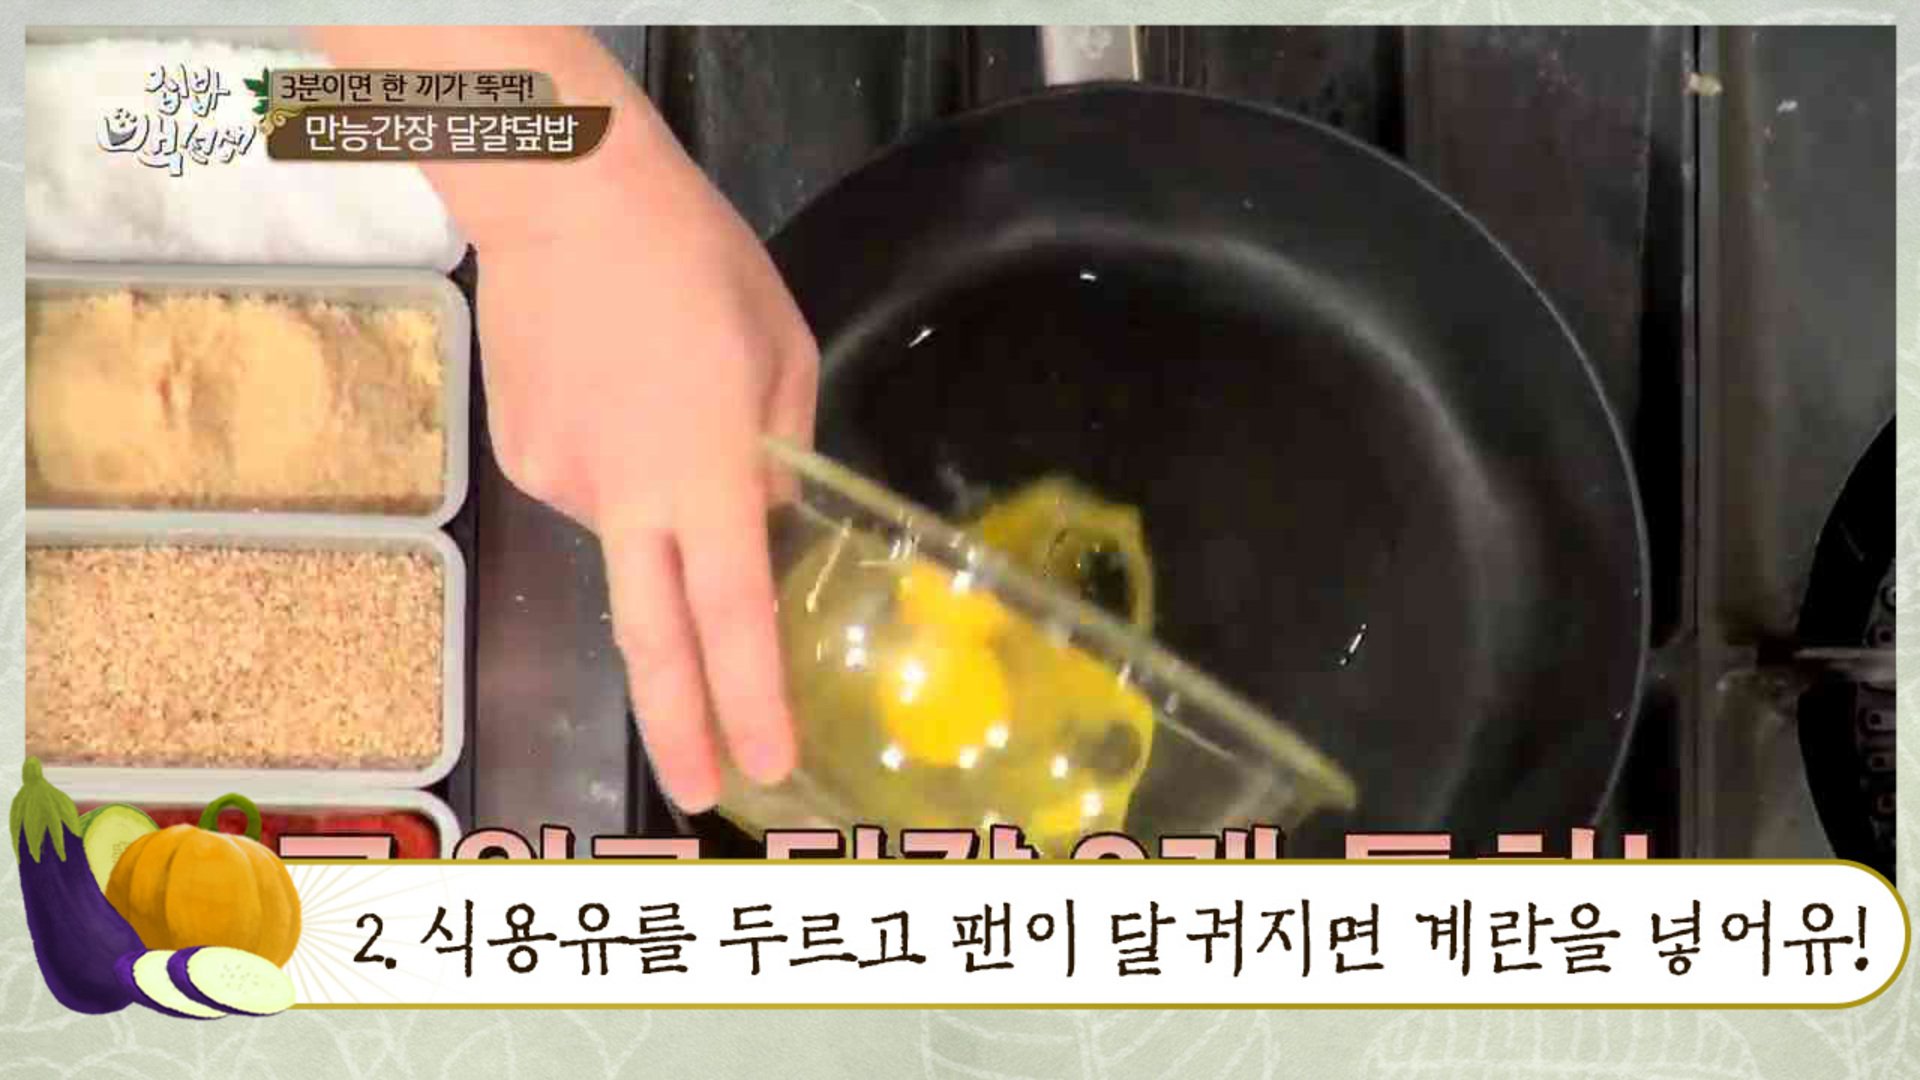 집밥
백선생
3분이면 한 끼가 뚝딱!
만능간장 달걀덮밥
2. 식용유를 두르고 팬이 달궈지면 계란을 넣어유!